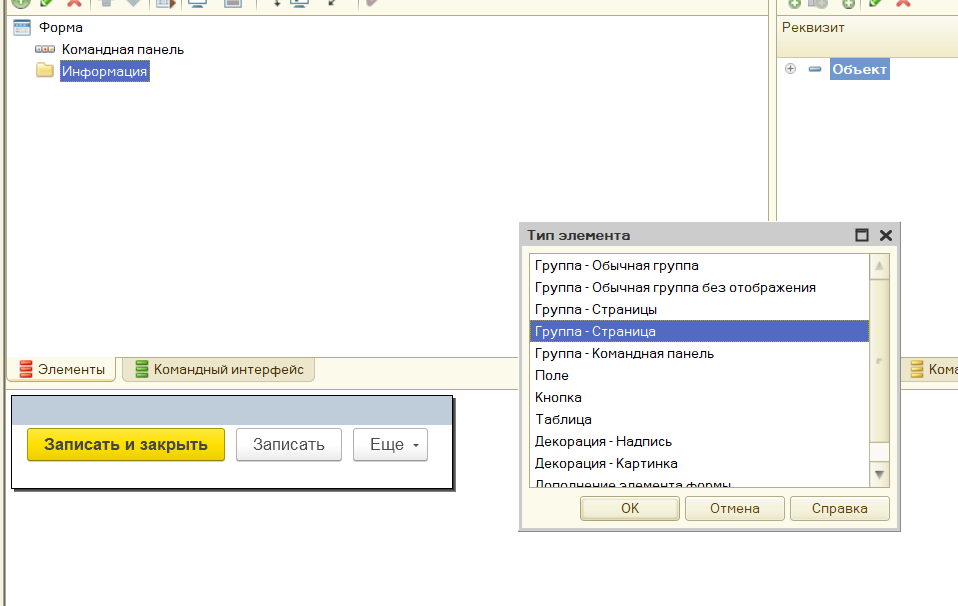 Форма
Командная панель
Информация
Реквизит
Объект
Тип элемента
Группа - Обычная группа
Группа - Обычная группа без отображения
Группа - Страницы
Группа - Страница
Группа - Командная панель
Поле
Кнопка
Таблица
Декорация - Надпись
Декорация - Картинка
Дополнение элемента формы
ОК Отмена Справка
Элементы Командный интерфейс
Кома
Записать и закрыть Записать Еще